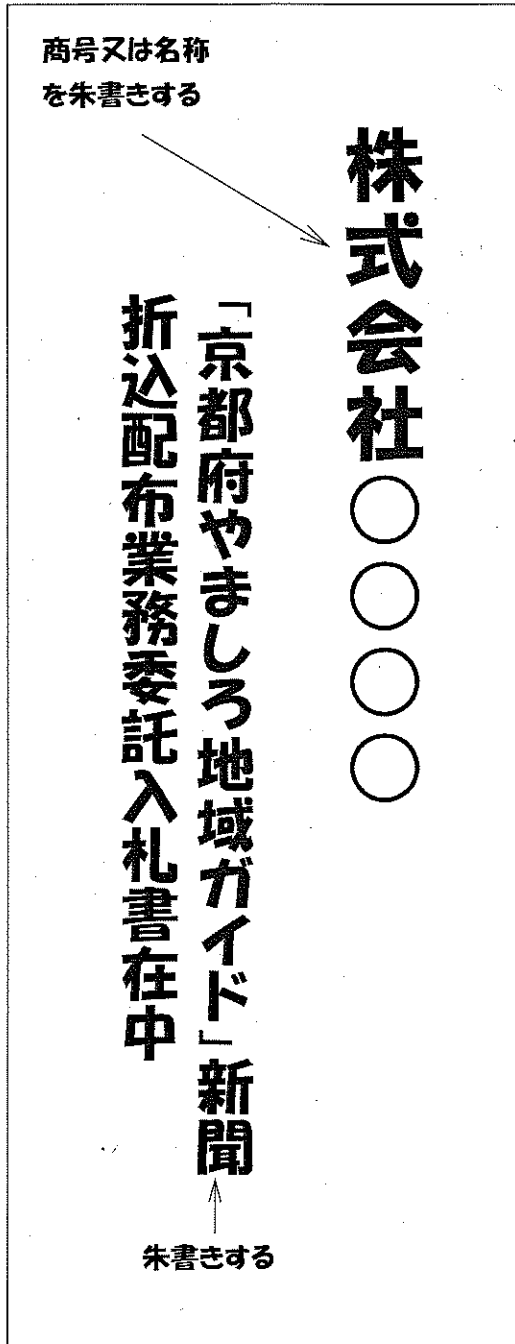 商号又は名称
を朱書きする
株式会社○○○○
「京都府やましろ地域ガイド」新聞
折込配布業務委託入札書在中
朱書きする